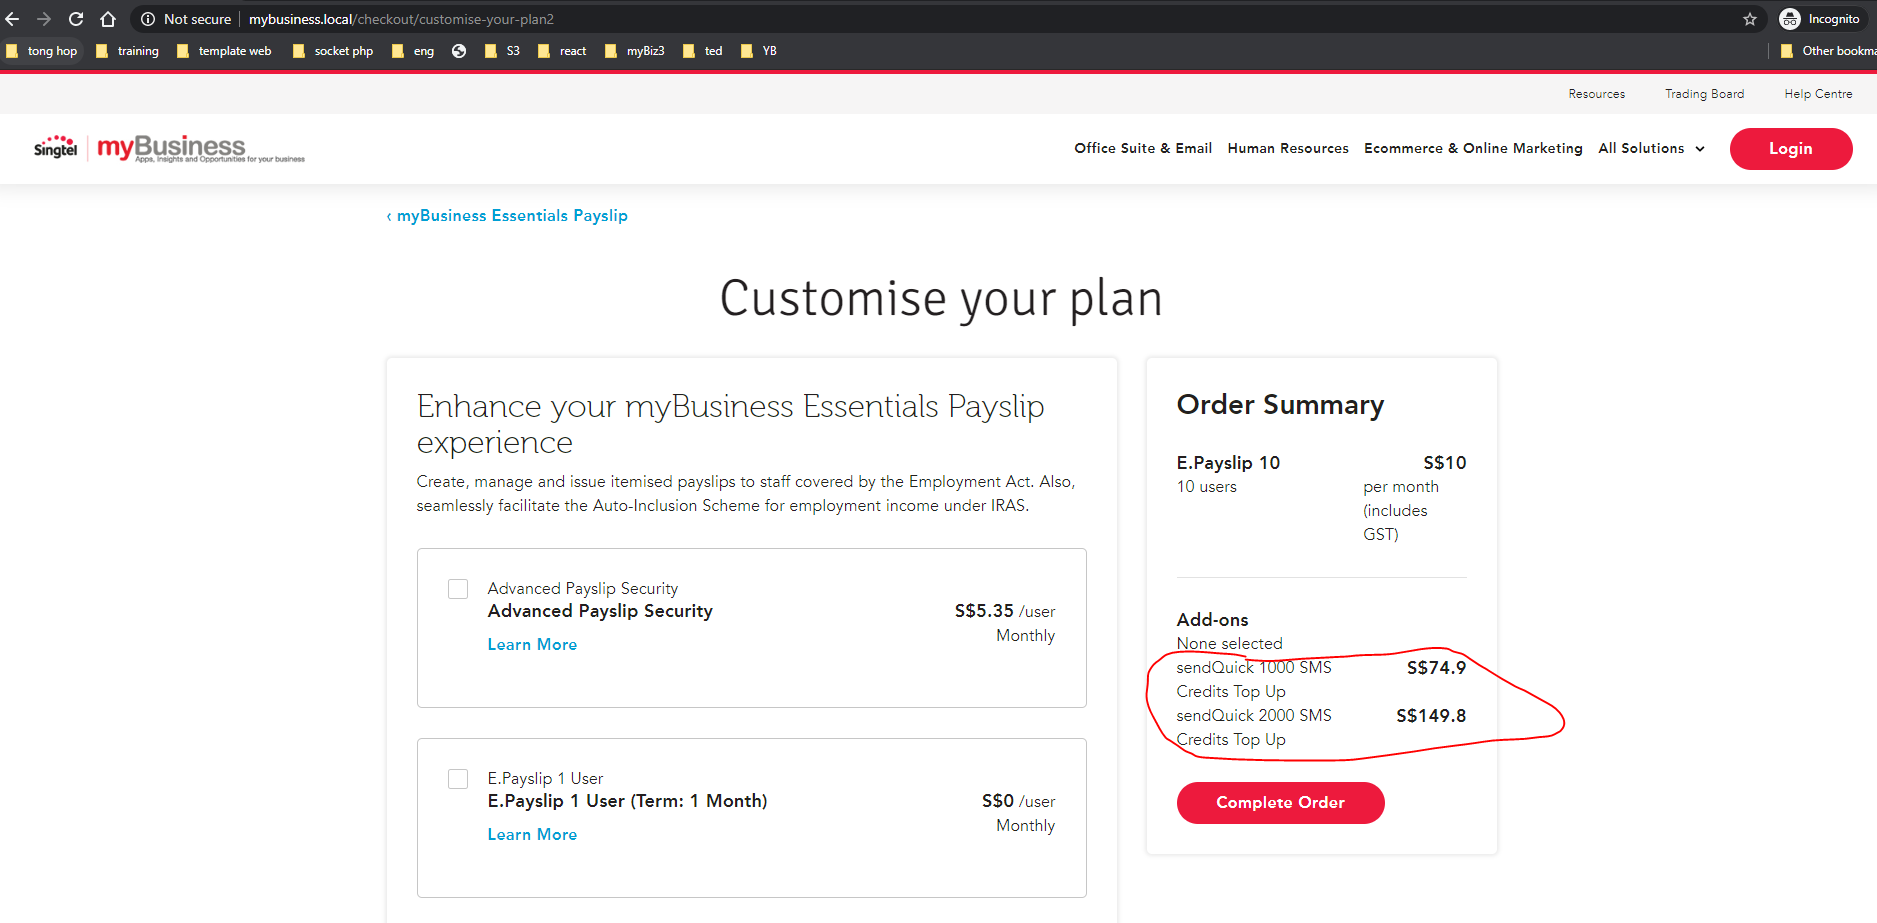 Not secure mybusiness.local/checkout/customise-your-plan2 Incognito
tong hop training template web socket php eng S3 react myBiz3 ted YB Other bookma
Resources Trading Board Help Centre
Singtel myBusiness
Apps, Insights and Opportunities for your business
Office Suite & Email Human Resources Ecommerce & Online Marketing All Solutions Login
‹ myBusiness Essentials Payslip
Customise your plan
Enhance your myBusiness Essentials Payslip
experience
Create, manage and issue itemised payslips to staff covered by the Employment Act. Also,
seamlessly facilitate the Auto-Inclusion Scheme for employment income under IRAS.
Advanced Payslip Security
Advanced Payslip Security S$5.35 /user
Monthly
Learn More
E.Payslip 1 User
E.Payslip 1 User (Term: 1 Month) S$0 /user
Monthly
Learn More
Order Summary
E.Payslip 10 S$10
10 users per month
(includes
GST)
Add-ons
None selected
sendQuick 1000 SMS S$74.9
Credits Top Up
sendQuick 2000 SMS S$149.8
Credits Top Up
Complete Order